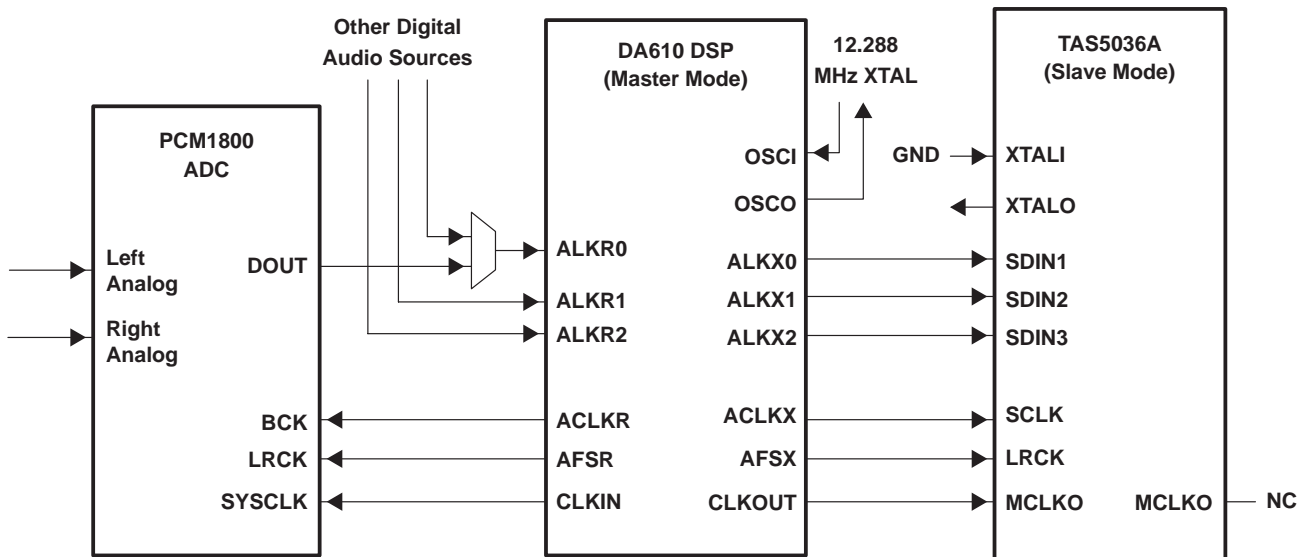 Other Digital
Audio Sources
PCM1800
ADC
Left
Analog
Right
Analog
DOUT
BCK
LRCK
SYSCLK
DA610 DSP
(Master Mode)
ALKR0
ALKR1
ALKR2
ACLKR
AFSR
CLKIN
OSCI
OSCO
ALKX0
ALKX1
ALKX2
ACLKX
AFSX
CLKOUT
12.288
MHz XTAL
GND
TAS5036A
(Slave Mode)
XTALI
XTALO
SDIN1
SDIN2
SDIN3
SCLK
LRCK
MCLKO
MCLKO
NC